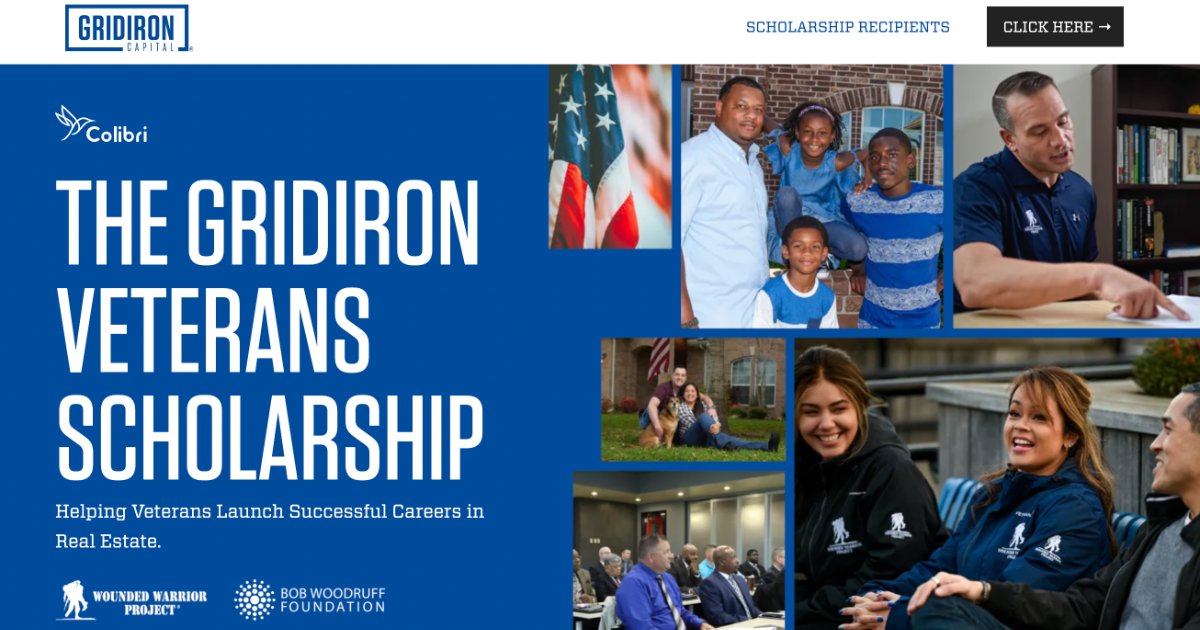 GRIDIRON
CAPITAL
SCHOLARSHIP RECIPIENTS
CLICK HERE →
Colibri
THE GRIDIRON
VETERANS
SCHOLARSHIP
Helping Veterans Launch Successful Careers in
Real Estate.
WOUNDED WARRIOR
PROJECT®
BOB WOODRUFF
FOUNDATION